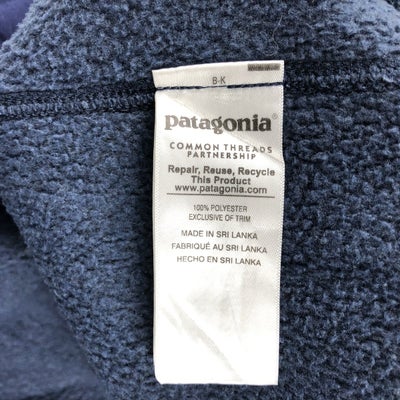 B-K
patagonia®
COMMON THREADS
PARTNERSHIP
Repair, Reuse, Recycle
This Product
www.patagonia.com
100% POLYESTER
EXCLUSIVE OF TRIM
MADE IN SRI LANKA
FABRIQUÉ AU SRI LANKA
HECHO EN SRI LANKA